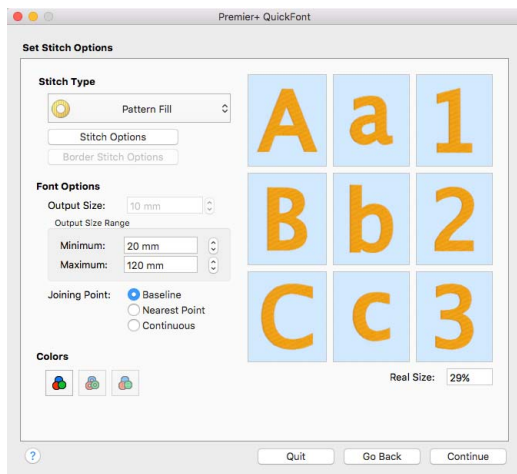 Premier+ QuickFont
Set Stitch Options
Stitch Type
Pattern Fill
Stitch Options
Border Stitch Options
Font Options
Output Size: 10 mm
Output Size Range
Minimum: 20 mm
Maximum: 120 mm
Joining Point: Baseline
Nearest Point
Continuous
Colors
A a 1
B b 2
C c 3
Real Size: 29%
? Quit Go Back Continue